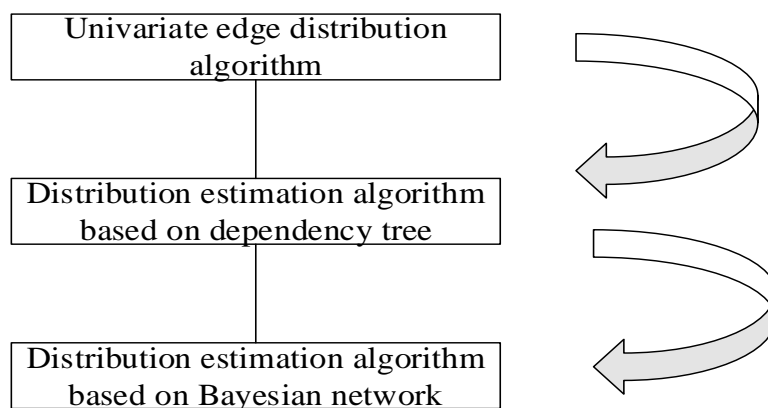 Univariate edge distribution
algorithm
Distribution estimation algorithm
based on dependency tree
Distribution estimation algorithm
based on Bayesian network